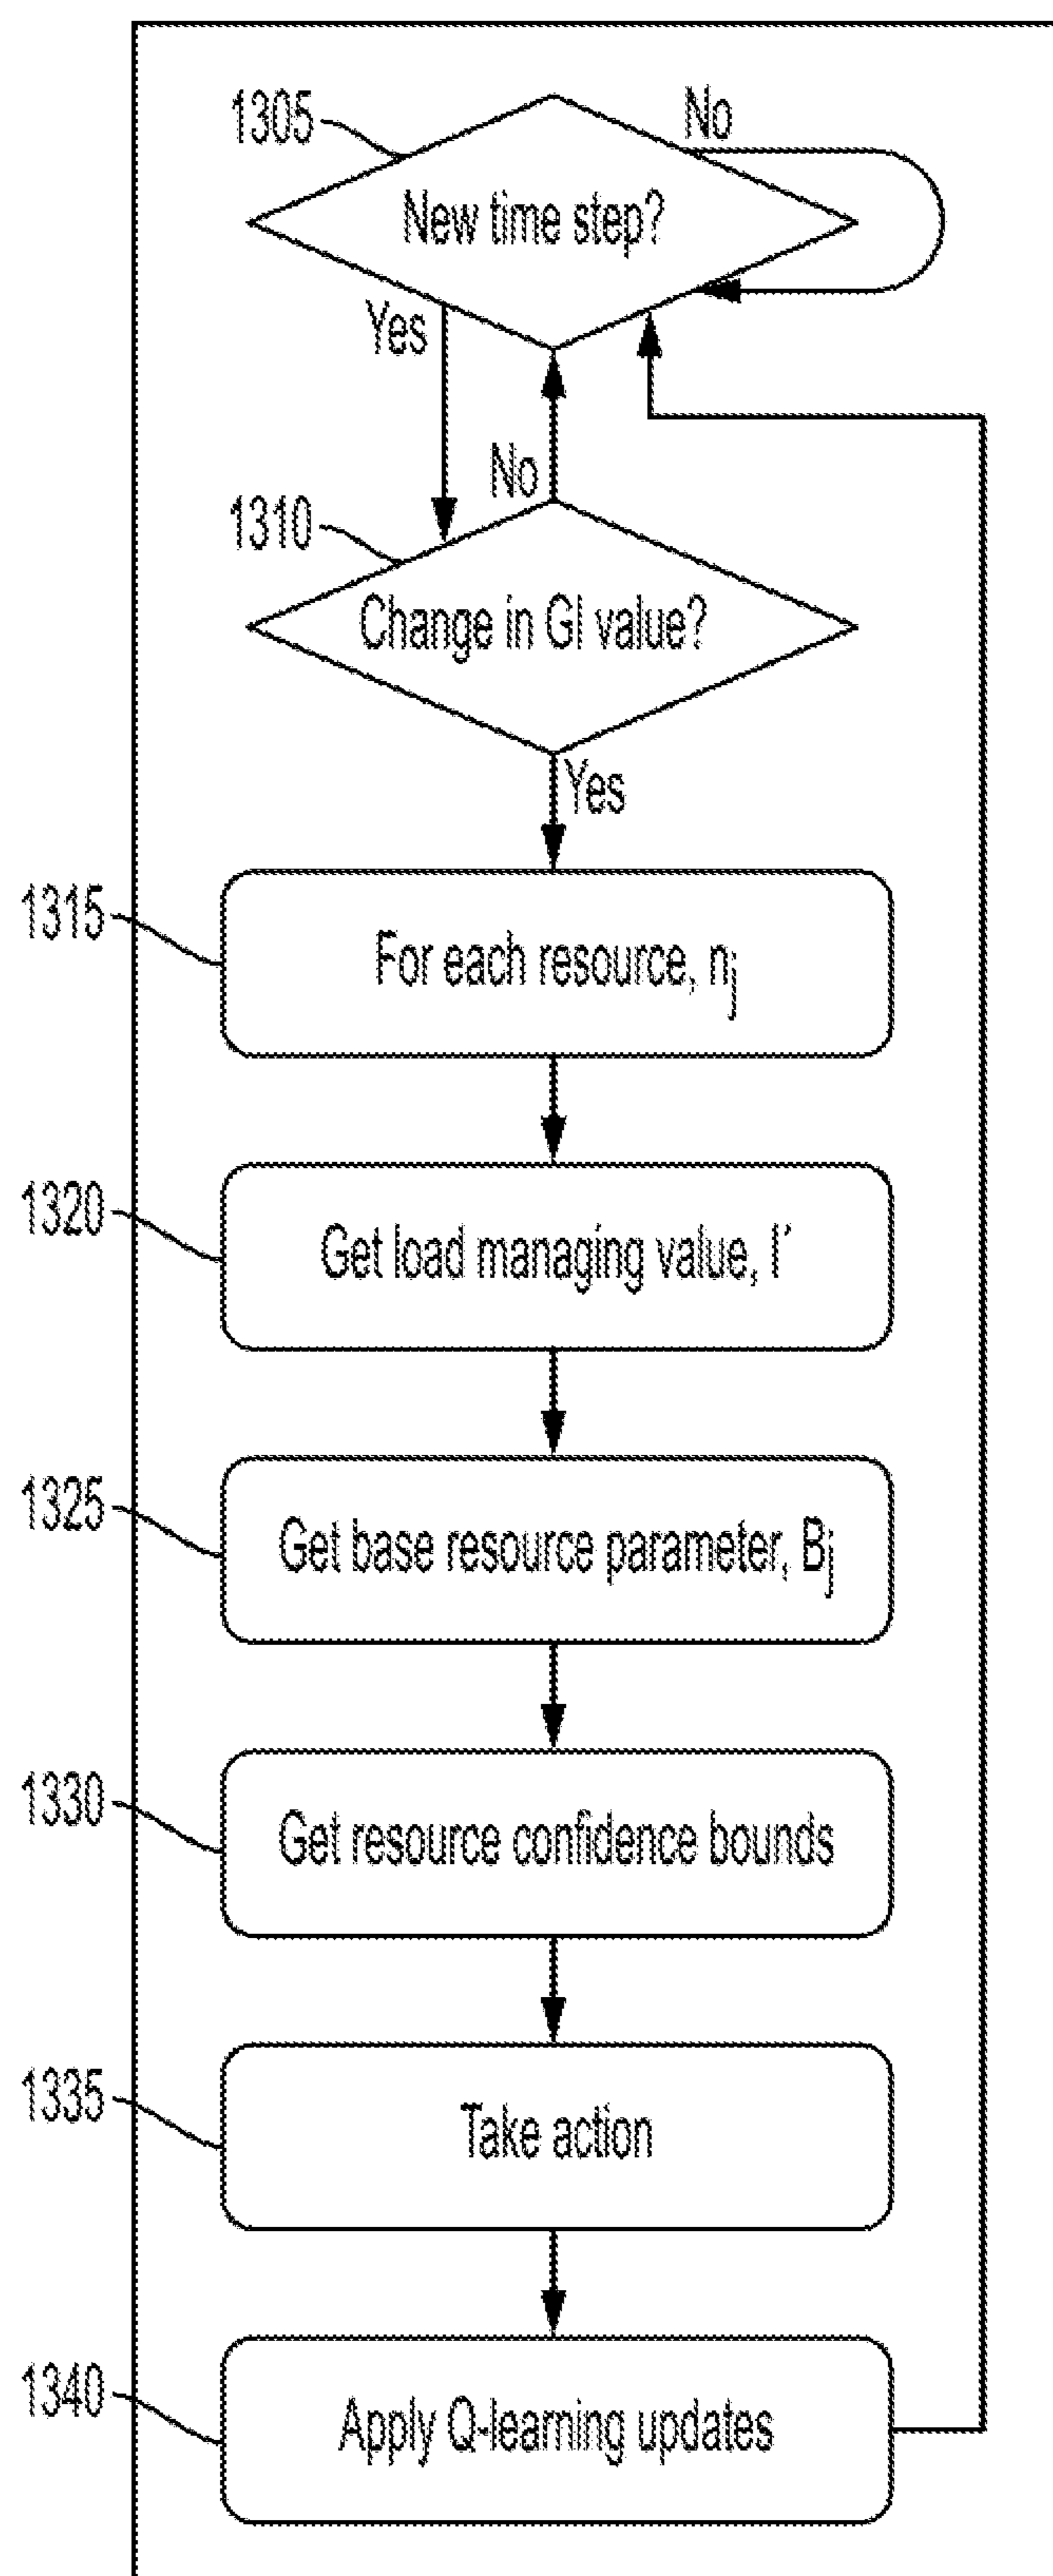 1305
No
New time step?
Yes
No
1310
Change in GI value?
Yes
1315
For each resource, nj
1320
Get load managing value, l'
1325
Get base resource parameter, Bj
1330
Get resource confidence bounds
1335
Take action
1340
Apply Q-learning updates